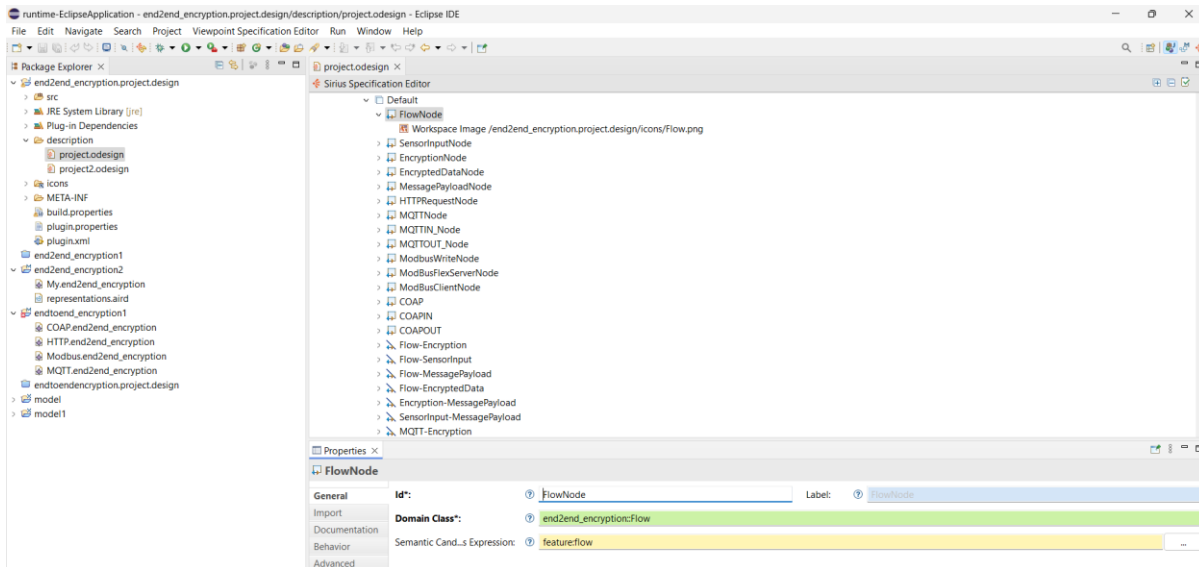 runtime-EclipseApplication - end2end_encryption.project.design/description/project.odesign - Eclipse IDE
File Edit Navigate Search Project Viewpoint Specification Editor Run Window Help
Package Explorer
end2end_encryption.project.design
src
JRE System Library [jre]
Plug-in Dependencies
description
project.odesign
project2.odesign
icons
META-INF
build.properties
plugin.properties
plugin.xml
end2end_encryption1
end2end_encryption2
My.end2end_encryption
representations.aird
endtoend_encryption1
COAP.end2end_encryption
HTTP.end2end_encryption
Modbus.end2end_encryption
MQTT.end2end_encryption
endtoendencryption.project.design
model
model1
project.odesign
Sirius Specification Editor
Default
FlowNode
Workspace Image /end2end_encryption.project.design/icons/Flow.png
SensorInputNode
EncryptionNode
EncryptedDataNode
MessagePayloadNode
HTTPRequestNode
MQTTNode
MQTTIN_Node
MQTTOUT_Node
ModbusWriteNode
ModBusFlexServerNode
ModBusClientNode
COAP
COAPIN
COAPOUT
Flow-Encryption
Flow-SensorInput
Flow-MessagePayload
Flow-EncryptedData
Encryption-MessagePayload
SensorInput-MessagePayload
MQTT-Encryption
Properties
FlowNode
General
Import
Documentation
Behavior
Advanced
Id*: FlowNode Label: FlowNode
Domain Class*: end2end_encryption::Flow
Semantic Cand...s Expression: feature:flow ...